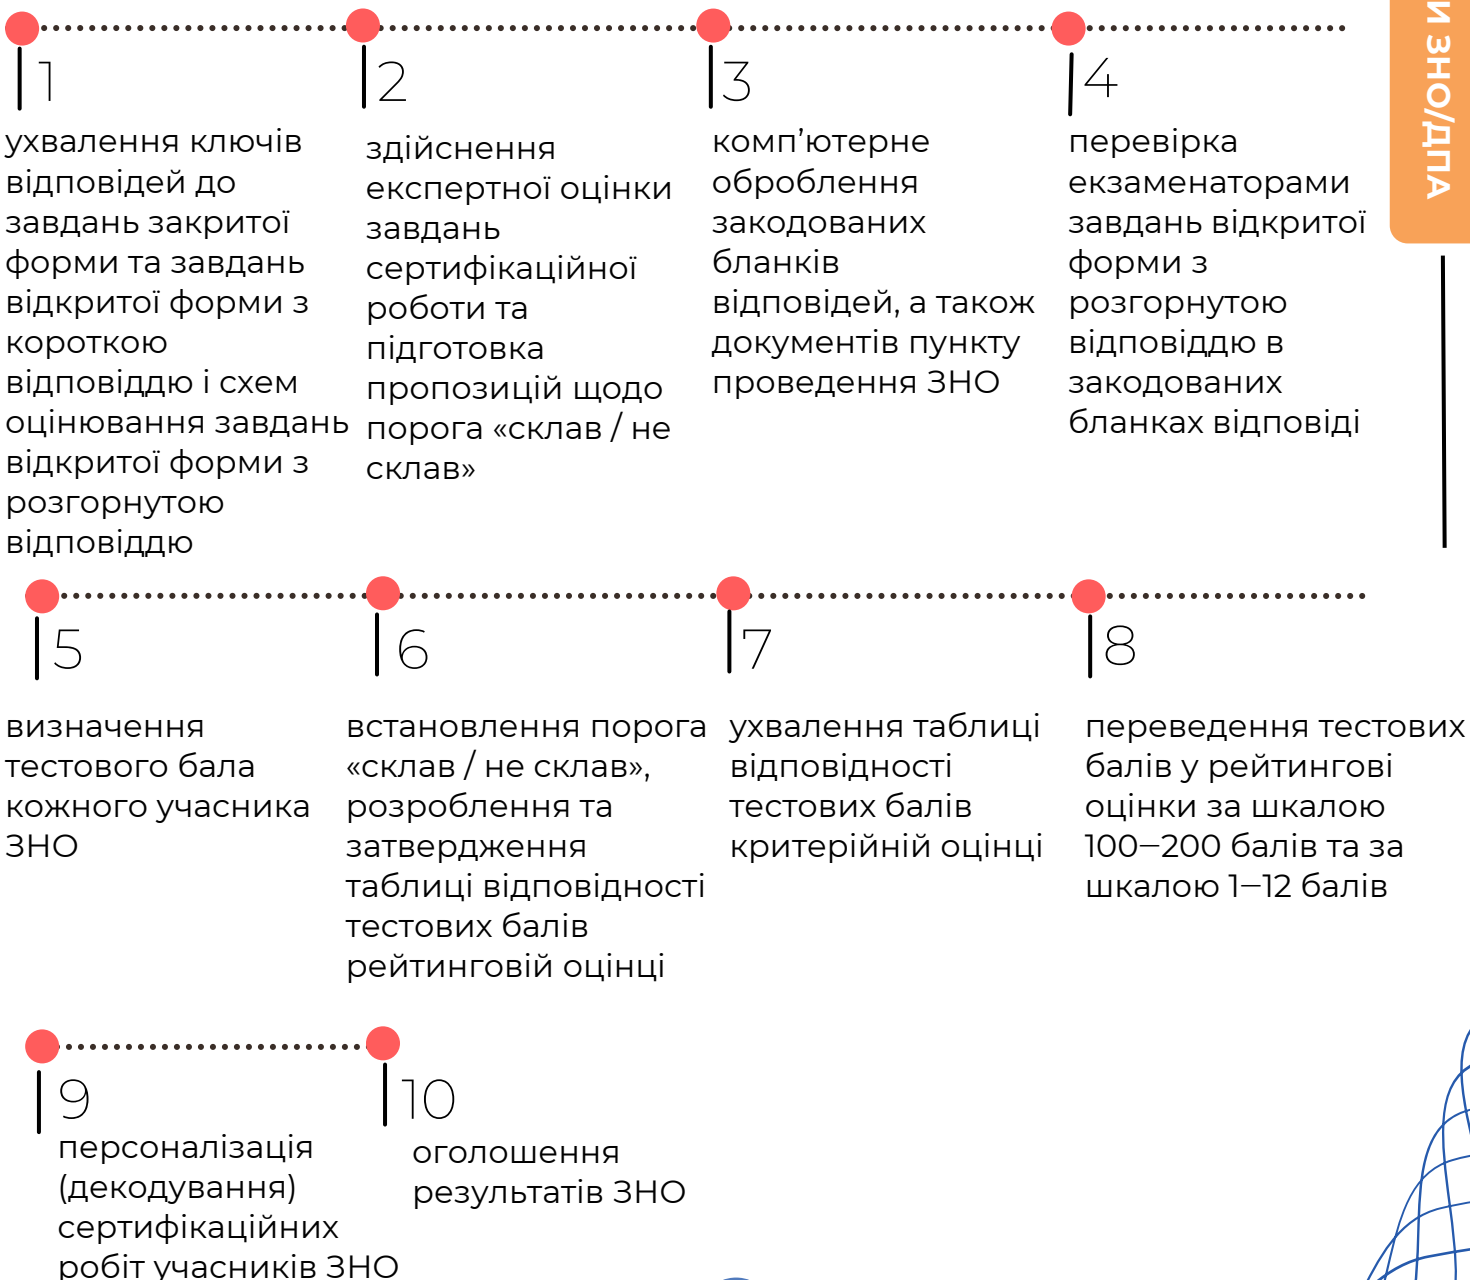 1
ухвалення ключів
відповідей до
завдань закритої
форми та завдань
відкритої форми з
короткою
відповіддю і схем
оцінювання завдань
відкритої форми з
розгорнутою
відповіддю
2
здійснення
експертної оцінки
завдань
сертифікаційної
роботи та
підготовка
пропозицій щодо
порога «склав / не
склав»
3
комп’ютерне
оброблення
закодованих
бланків
відповідей, а також
документів пункту
проведення ЗНО
4
перевірка
екзаменаторами
завдань відкритої
форми з
розгорнутою
відповіддю в
закодованих
бланках відповіді
И ЗНО/ДПА
5
визначення
тестового бала
кожного учасника
ЗНО
6
встановлення порога
«склав / не склав»,
розроблення та
затвердження
таблиці відповідності
тестових балів
рейтинговій оцінці
7
ухвалення таблиці
відповідності
тестових балів
критерійній оцінці
8
переведення тестових
балів у рейтингові
оцінки за шкалою
100–200 балів та за
шкалою 1–12 балів
9
персоналізація
(декодування)
сертифікаційних
робіт учасників ЗНО
10
оголошення
результатів ЗНО